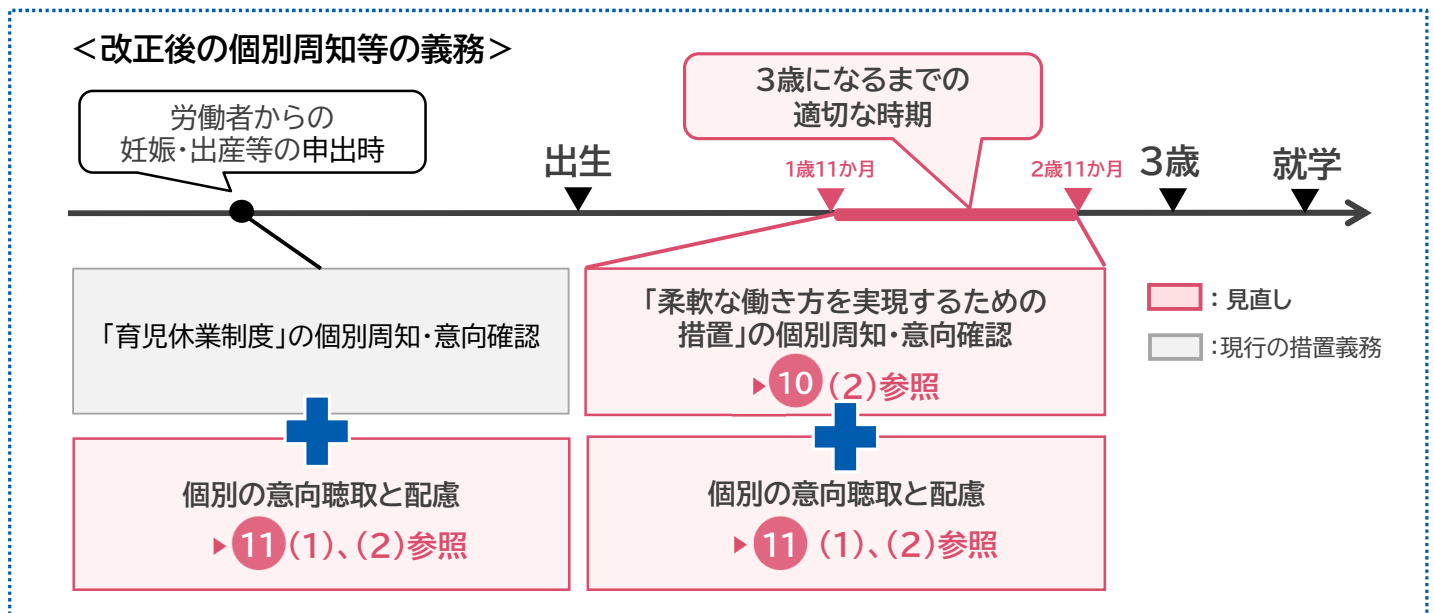 ＜改正後の個別周知等の義務＞
労働者からの
妊娠・出産等の申出時
3歳になるまでの
適切な時期
出生
1歳11か月
2歳11か月
3歳
就学
「育児休業制度」の個別周知・意向確認
「柔軟な働き方を実現するための
措置」の個別周知・意向確認
▶10（2）参照
：見直し
：現行の措置義務
個別の意向聴取と配慮
▶11（1）、（2）参照
個別の意向聴取と配慮
▶11（1）、（2）参照